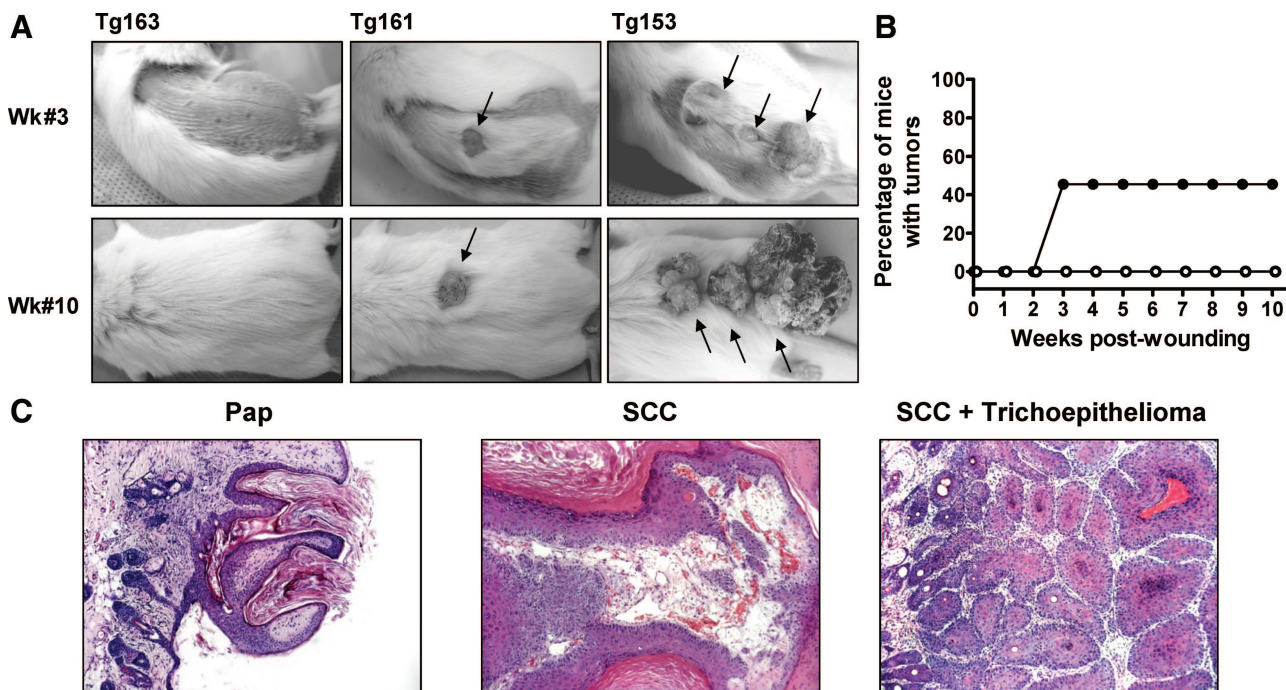 A
Tg163 Tg161 Tg153
Wk#3
Wk#10
B
Percentage of mice
with tumors
100
80
60
40
20
0
0 1 2 3 4 5 6 7 8 9 10
Weeks post-wounding
C
Pap SCC SCC + Trichoepithelioma